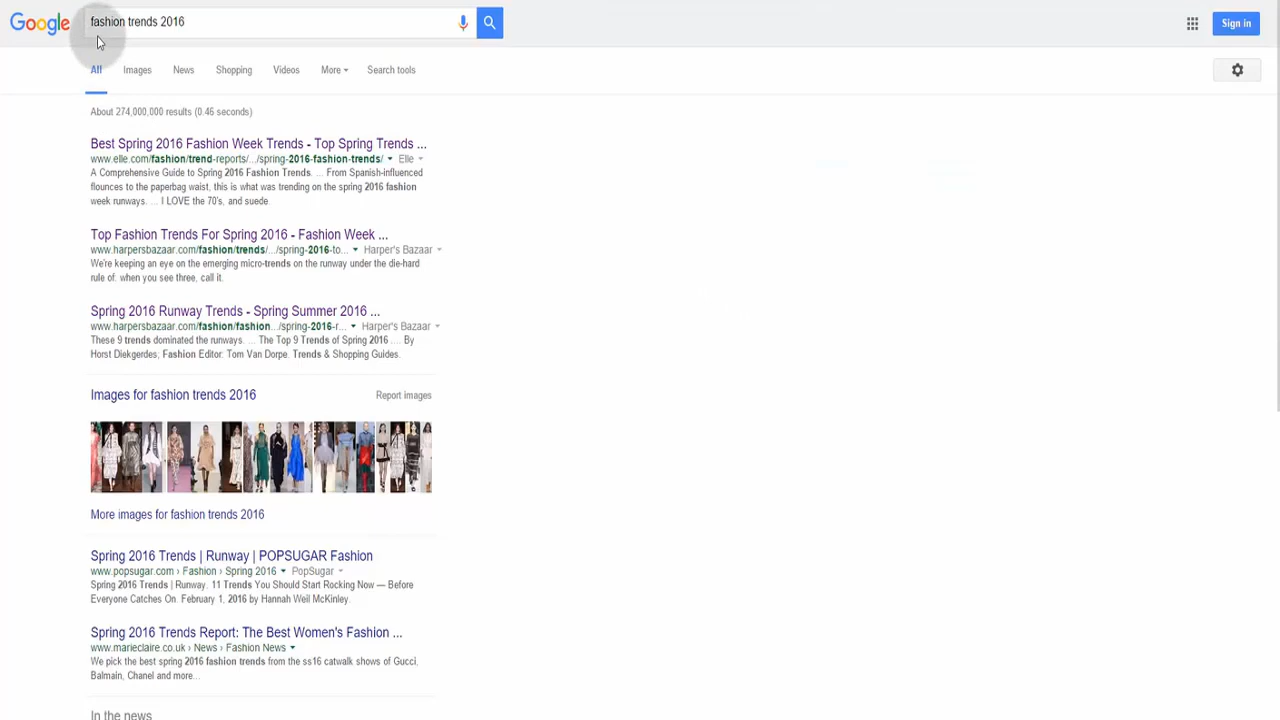 Google fashion trends 2016 Sign in
All Images News Shopping Videos More Search tools
About 274,000,000 results (0.46 seconds)
Best Spring 2016 Fashion Week Trends - Top Spring Trends ...
www.elle.com/fashion/trend-reports/.../spring-2016-fashion-trends/ Elle
A Comprehensive Guide to Spring 2016 Fashion Trends. ... From Spanish-influenced
flounces to the paperbag waist, this is what was trending on the spring 2016 fashion
week runways. ... I LOVE the 70's, and suede.
Top Fashion Trends For Spring 2016 - Fashion Week ...
www.harpersbazaar.com/fashion/trends/.../spring-2016-to... Harper's Bazaar
We're keeping an eye on the emerging micro-trends on the runway under the die-hard
rule of: when you see three, call it.
Spring 2016 Runway Trends - Spring Summer 2016 ...
www.harpersbazaar.com/fashion/fashion.../spring-2016-r... Harper's Bazaar
These 9 trends dominated the runways. ... The Top 9 Trends of Spring 2016 .... By
Horst Diekgerdes; Fashion Editor: Tom Van Dorpe. Trends & Shopping Guides.
Images for fashion trends 2016 Report images
More images for fashion trends 2016
Spring 2016 Trends | Runway | POPSUGAR Fashion
www.popsugar.com › Fashion › Spring 2016 PopSugar
Spring 2016 Trends | Runway. 11 Trends You Should Start Rocking Now — Before
Everyone Catches On. February 1, 2016 by Hannah Weil McKinley.
Spring 2016 Trends Report: The Best Women's Fashion ...
www.marieclaire.co.uk › News › Fashion News
We pick the best spring 2016 fashion trends from the ss16 catwalk shows of Gucci,
Balmain, Chanel and more...
In the news